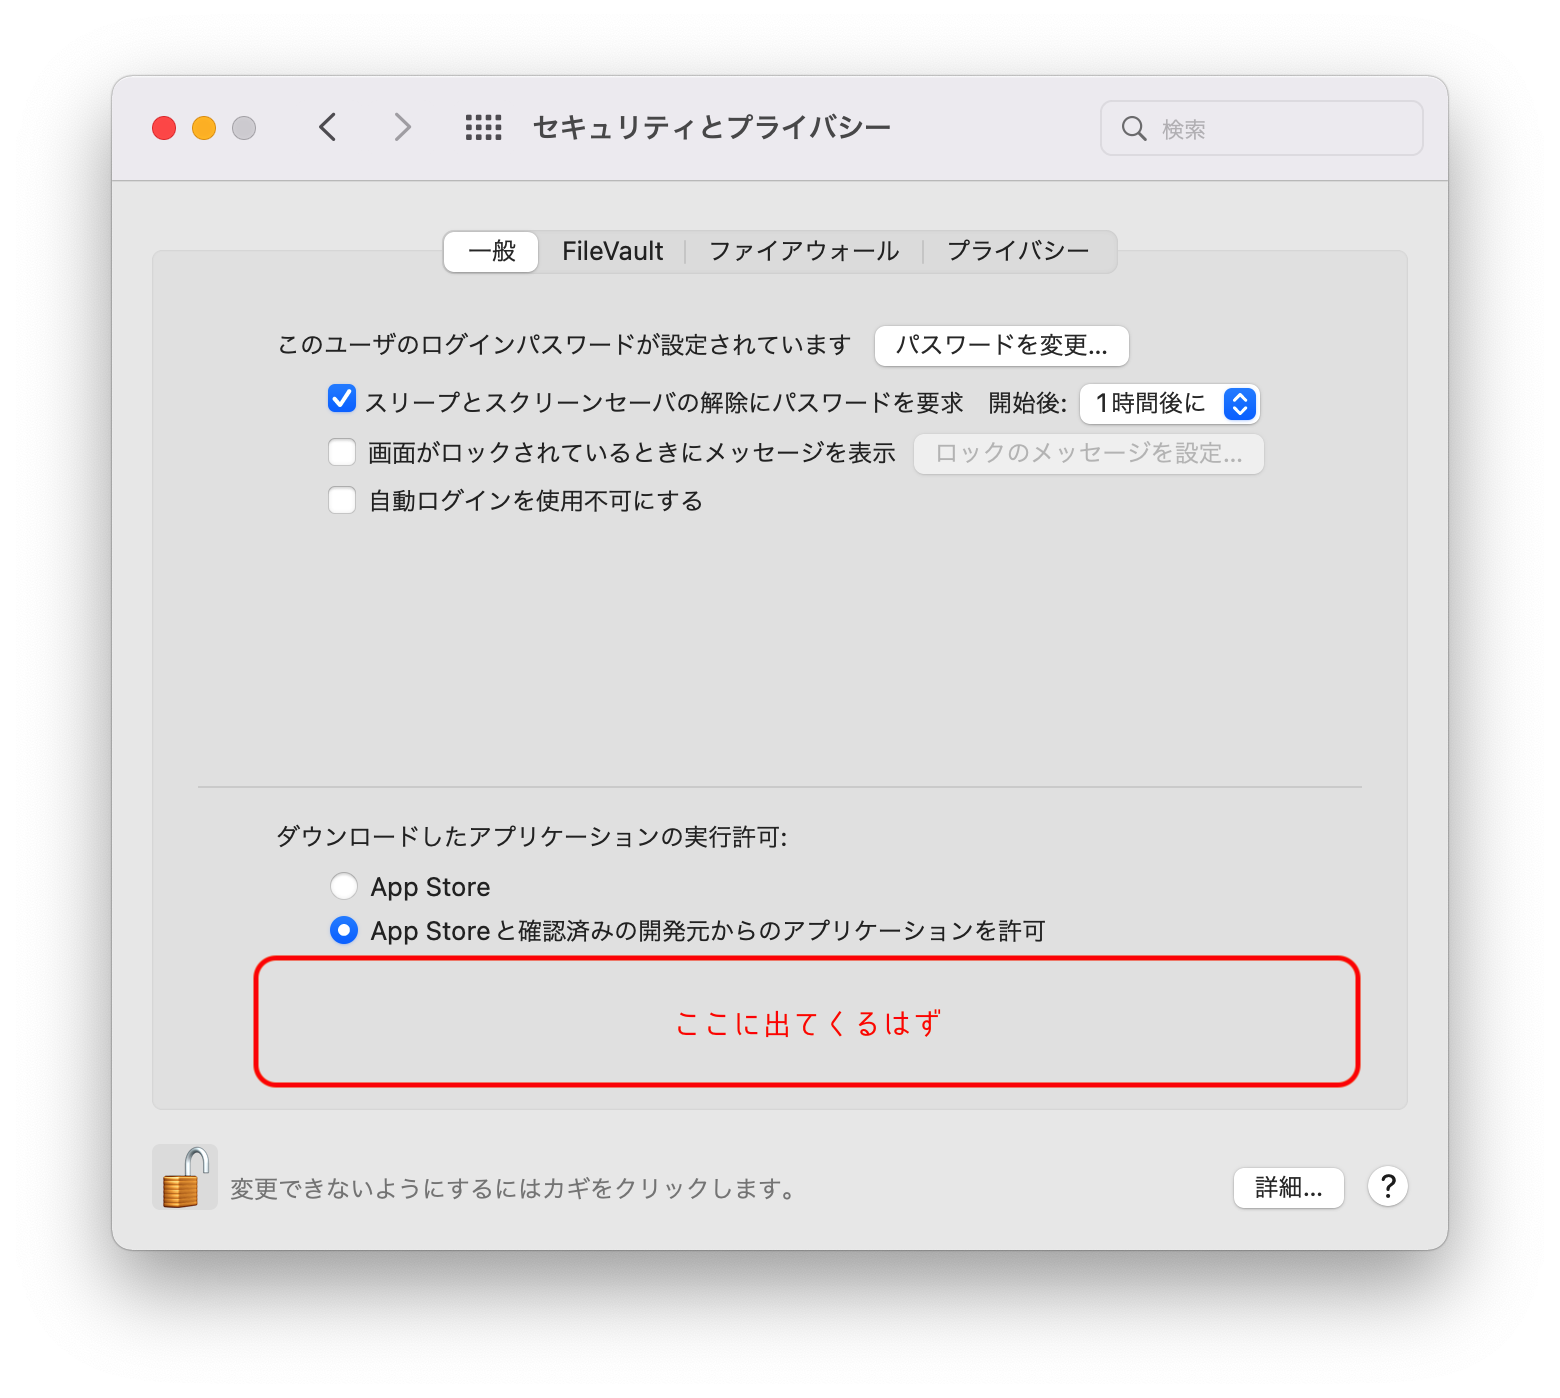 セキュリティとプライバシー
検索
一般 FileVault ファイアウォール プライバシー
このユーザのログインパスワードが設定されています パスワードを変更...
スリープとスクリーンセーバの解除にパスワードを要求 開始後: 1時間後に
画面がロックされているときにメッセージを表示 ロックのメッセージを設定...
自動ログインを使用不可にする
ダウンロードしたアプリケーションの実行許可:
App Store
App Storeと確認済みの開発元からのアプリケーションを許可
ここに出てくるはず
変更できないようにするにはカギをクリックします。
詳細... ?